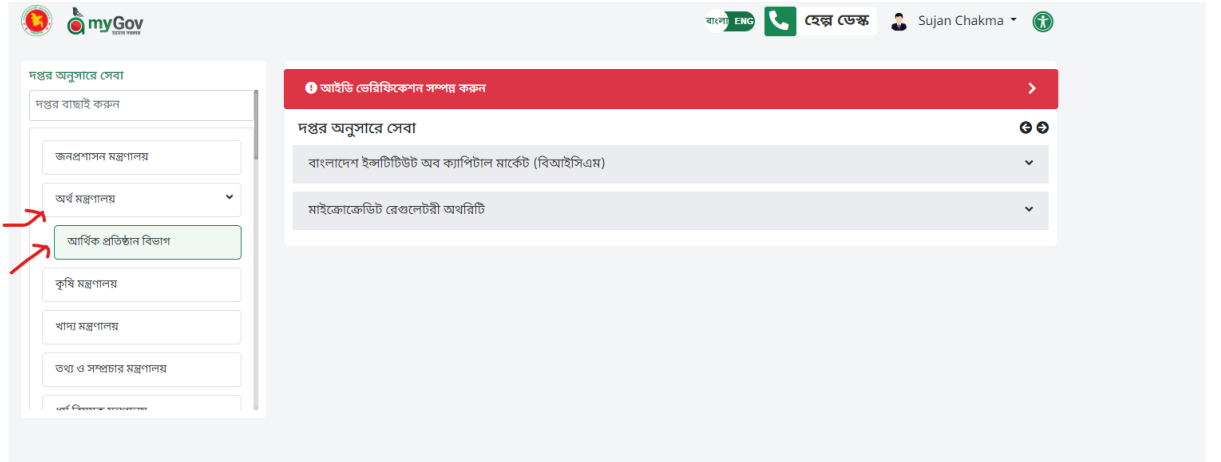 myGov
বাংলা ENG
হেল্প ডেস্ক
Sujan Chakma
দপ্তর অনুসারে সেবা
দপ্তর বাছাই করুন
জনপ্রশাসন মন্ত্রণালয়
অর্থ মন্ত্রণালয়
আর্থিক প্রতিষ্ঠান বিভাগ
কৃষি মন্ত্রণালয়
খাদ্য মন্ত্রণালয়
তথ্য ও সম্প্রচার মন্ত্রণালয়
আইডি ভেরিফিকেশন সম্পন্ন করুন
দপ্তর অনুসারে সেবা
বাংলাদেশ ইন্সটিটিউট অব ক্যাপিটাল মার্কেট (বিআইসিএম)
মাইক্রোক্রেডিট রেগুলেটরী অথরিটি